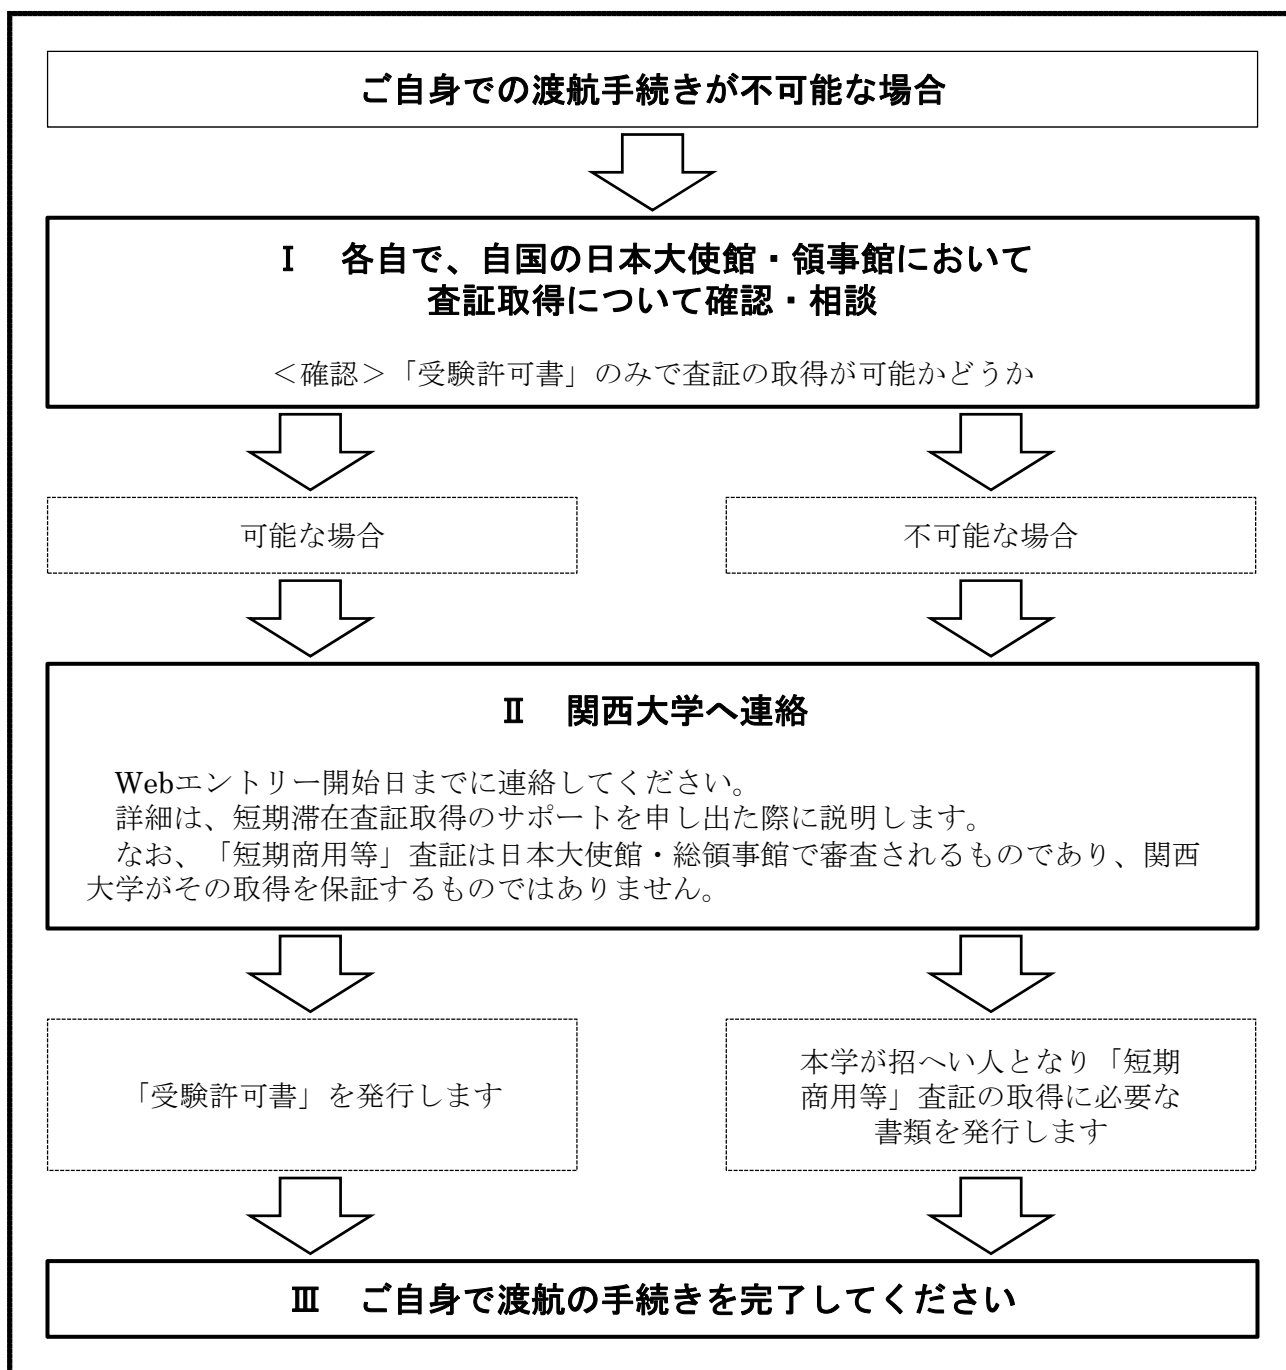 ご自身での渡航手続きが不可能な場合
Ⅰ　各自で、自国の日本大使館・領事館において
査証取得について確認・相談
＜確認＞「受験許可書」のみで査証の取得が可能かどうか
可能な場合
不可能な場合
Ⅱ　関西大学へ連絡
Webエントリー開始日までに連絡してください。
詳細は、短期滞在査証取得のサポートを申し出た際に説明します。
なお、「短期商用等」査証は日本大使館・総領事館で審査されるものであり、関西
大学がその取得を保証するものではありません。
「受験許可書」を発行します
本学が招へい人となり「短期
商用等」査証の取得に必要な
書類を発行します
Ⅲ　ご自身で渡航の手続きを完了してください